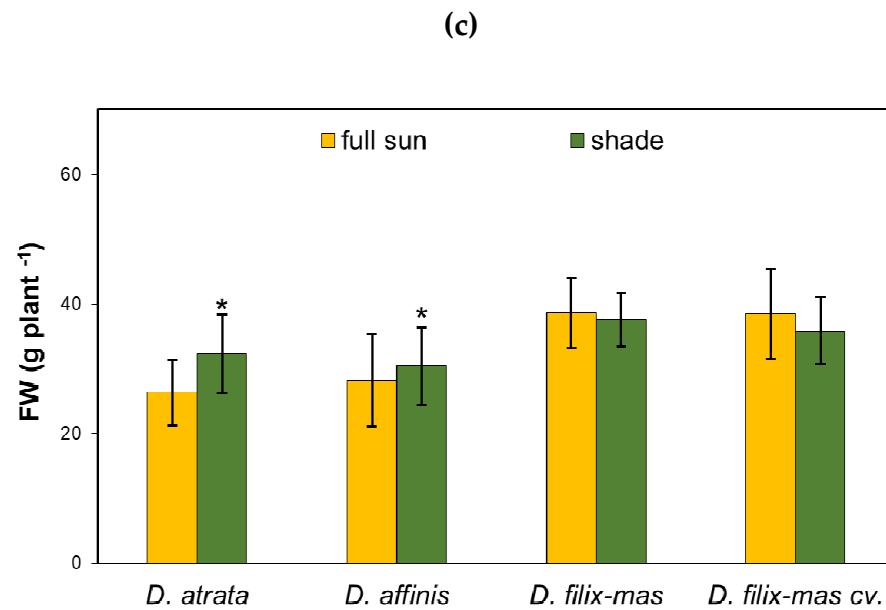 (c)
full sun shade
60
40
20
0
FW (g plant -1)
* *
D. atrata D. affinis D. filix-mas D. filix-mas cv.